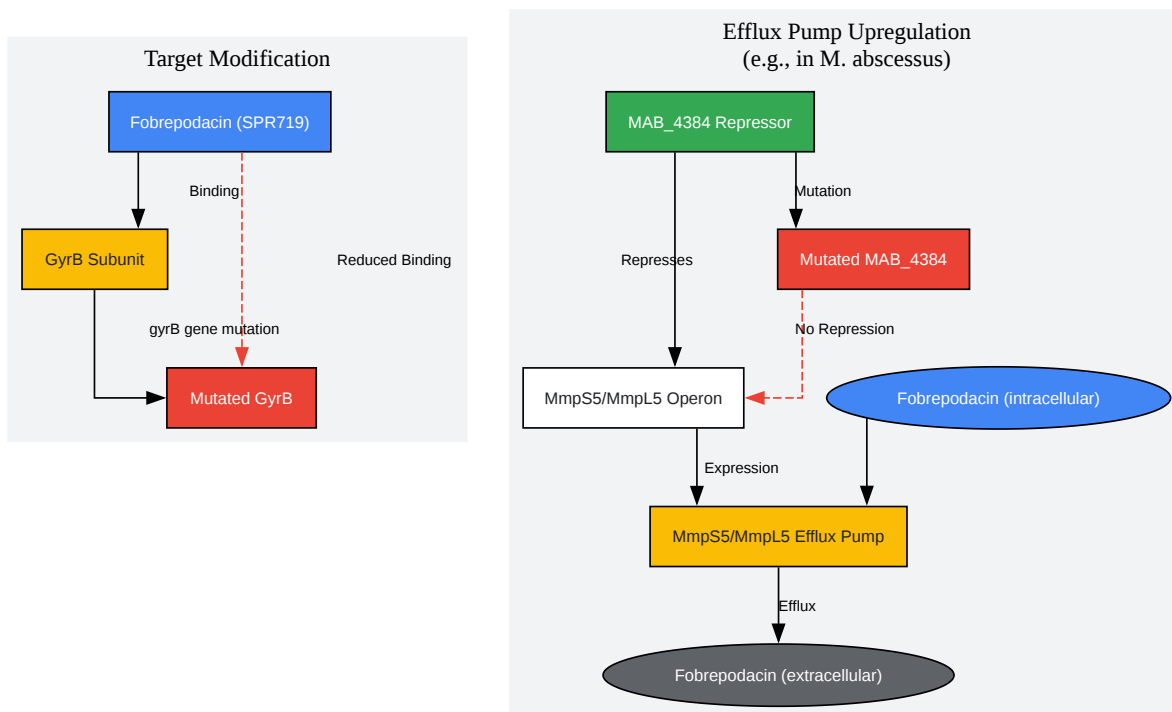 Target Modification
Fobrepodacin (SPR719)
Binding
GyrB Subunit
Reduced Binding
gyrB gene mutation
Mutated GyrB
Efflux Pump Upregulation
(e.g., in M. abscessus)
MAB_4384 Repressor
Mutation
Represses
Mutated MAB_4384
No Repression
MmpS5/MmpL5 Operon
Fobrepodacin (intracellular)
Expression
MmpS5/MmpL5 Efflux Pump
Efflux
Fobrepodacin (extracellular)